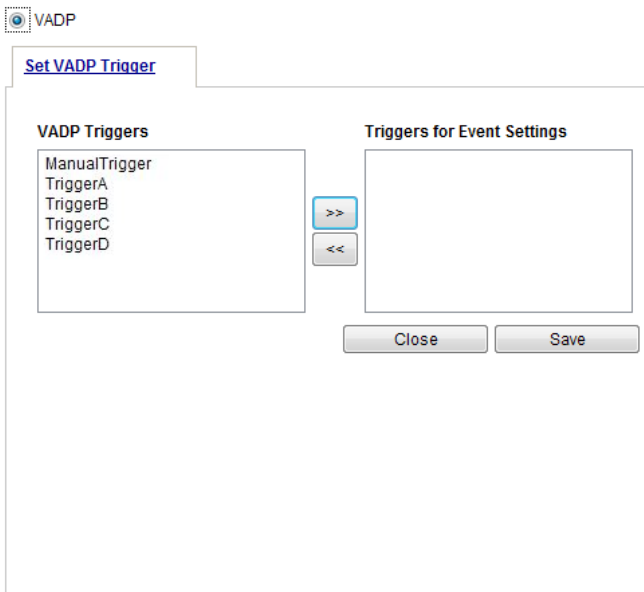 VADP
Set VADP Trigger
VADP Triggers
Triggers for Event Settings
ManualTrigger
TriggerA
TriggerB
TriggerC
TriggerD
>>
<<
Close
Save